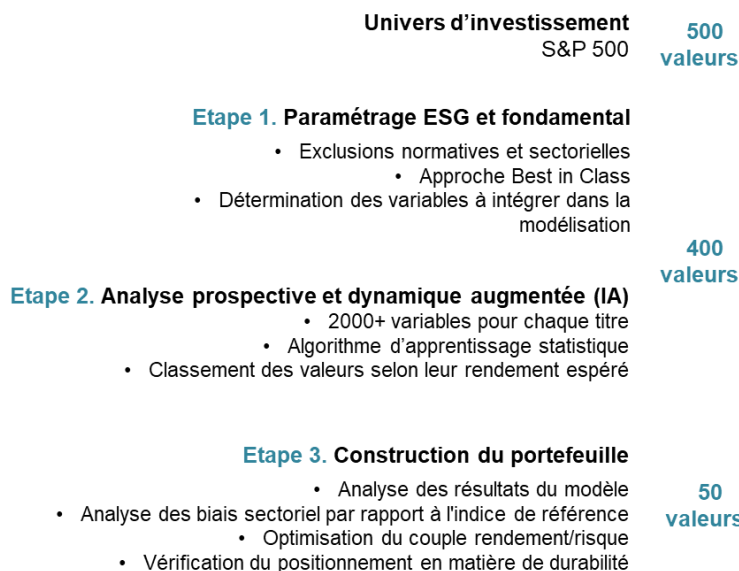 Univers d'investissement
S&P 500
500
valeurs
Etape 1. Paramétrage ESG et fondamental
• Exclusions normatives et sectorielles
• Approche Best in Class
• Détermination des variables à intégrer dans la
modélisation
400
valeurs
Etape 2. Analyse prospective et dynamique augmentée (IA)
• 2000+ variables pour chaque titre
• Algorithme d'apprentissage statistique
• Classement des valeurs selon leur rendement espéré
Etape 3. Construction du portefeuille
• Analyse des résultats du modèle
• Analyse des biais sectoriel par rapport à l'indice de référence
• Optimisation du couple rendement/risque
• Vérification du positionnement en matière de durabilité
50
valeurs